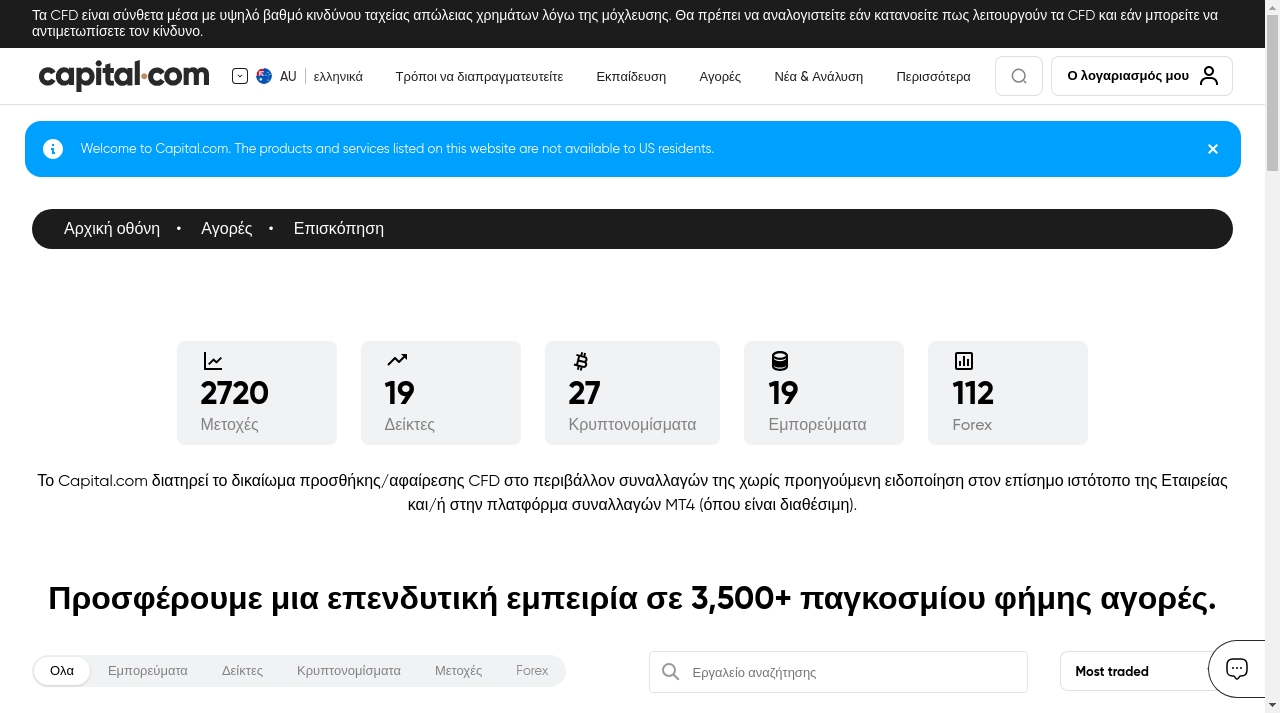 Τα CFD είναι σύνθετα μέσα με υψηλό βαθμό κινδύνου ταχείας απώλειας χρημάτων λόγω της μόχλευσης. Θα πρέπει να αναλογιστείτε εάν κατανοείτε πως λειτουργούν τα CFD και εάν μπορείτε να
αντιμετωπίσετε τον κίνδυνο.
capital.com AU ελληνικά Τρόποι να διαπραγματευτείτε Εκπαίδευση Αγορές Νέα & Ανάλυση Περισσότερα Ο λογαριασμός μου
Welcome to Capital.com. The products and services listed on this website are not available to US residents.
Αρχική οθόνη • Αγορές • Επισκόπηση
2720 19 27 19 112
Μετοχές Δείκτες Κρυπτονομίσματα Εμπορεύματα Forex
Το Capital.com διατηρεί το δικαίωμα προσθήκης/αφαίρεσης CFD στο περιβάλλον συναλλαγών της χωρίς προηγούμενη ειδοποίηση στον επίσημο ιστότοπο της Εταιρείας
και/ή στην πλατφόρμα συναλλαγών MT4 (όπου είναι διαθέσιμη).
Προσφέρουμε μια επενδυτική εμπειρία σε 3,500+ παγκοσμίου φήμης αγορές.
Ολα Εμπορεύματα Δείκτες Κρυπτονομίσματα Μετοχές Forex Εργαλείο αναζήτησης Most traded